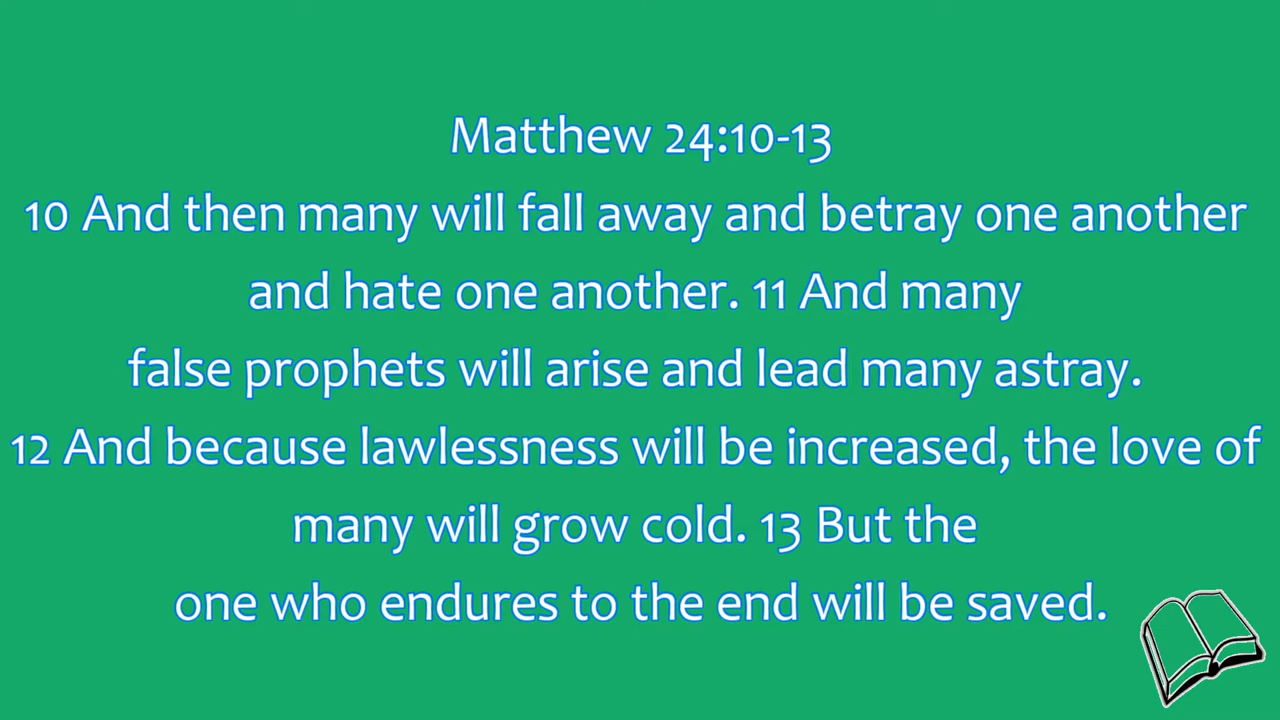 Matthew 24:10-13
10 And then many will fall away and betray one another
and hate one another. 11 And many
false prophets will arise and lead many astray.
12 And because lawlessness will be increased, the love of
many will grow cold. 13 But the
one who endures to the end will be saved.